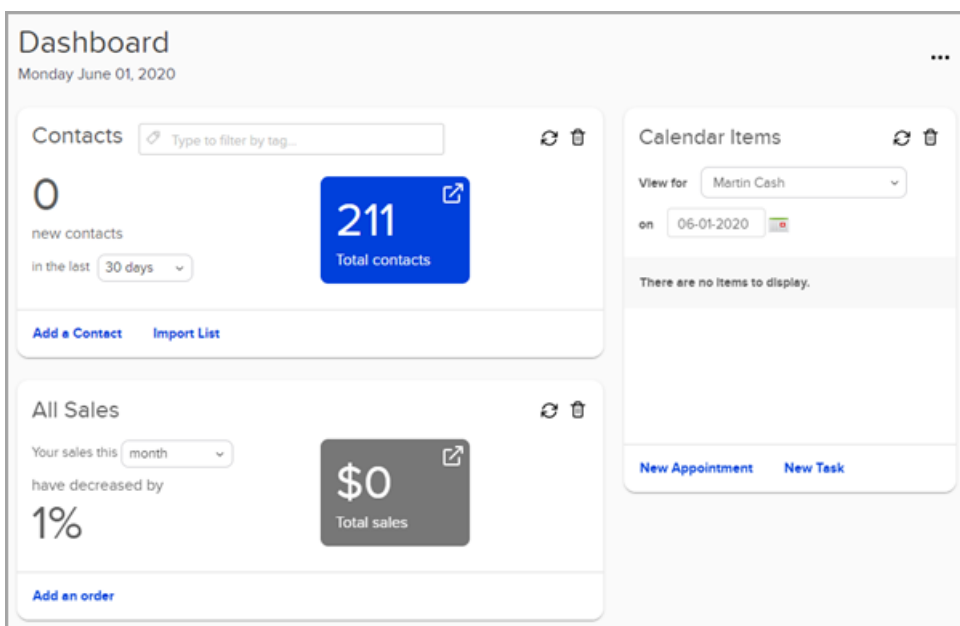 Dashboard
Monday June 01, 2020
Contacts
Type to filter by tag...
0
new contacts
in the last 30 days
211
Total contacts
Add a Contact Import List
All Sales
Your sales this month
have decreased by
1%
$0
Total sales
Add an order
Calendar Items
View for Martin Cash
on 06-01-2020
There are no items to display.
New Appointment New Task